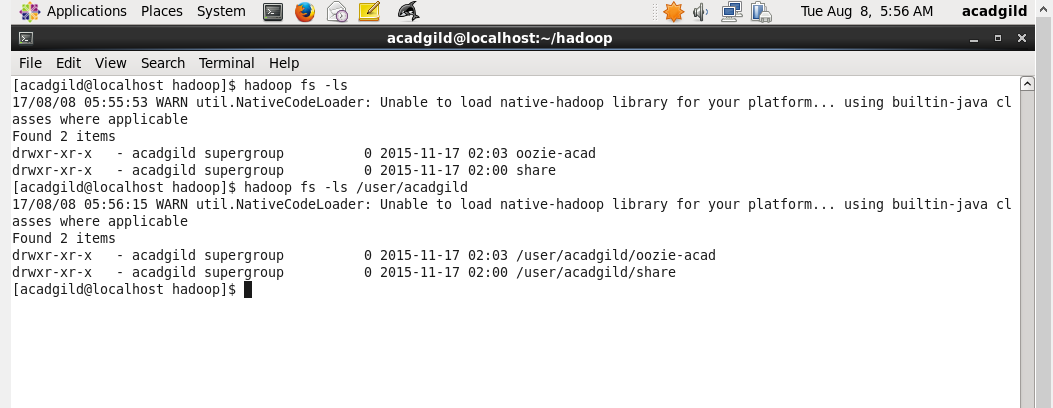 Applications Places System Tue Aug 8, 5:56 AM acadgild
acadgild@localhost:~/hadoop
File Edit View Search Terminal Help
[acadgild@localhost hadoop]$ hadoop fs -ls
17/08/08 05:55:53 WARN util.NativeCodeLoader: Unable to load native-hadoop library for your platform... using builtin-java cl
asses where applicable
Found 2 items
drwxr-xr-x   - acadgild supergroup          0 2015-11-17 02:03 oozie-acad
drwxr-xr-x   - acadgild supergroup          0 2015-11-17 02:00 share
[acadgild@localhost hadoop]$ hadoop fs -ls /user/acadgild
17/08/08 05:56:15 WARN util.NativeCodeLoader: Unable to load native-hadoop library for your platform... using builtin-java cl
asses where applicable
Found 2 items
drwxr-xr-x   - acadgild supergroup          0 2015-11-17 02:03 /user/acadgild/oozie-acad
drwxr-xr-x   - acadgild supergroup          0 2015-11-17 02:00 /user/acadgild/share
[acadgild@localhost hadoop]$